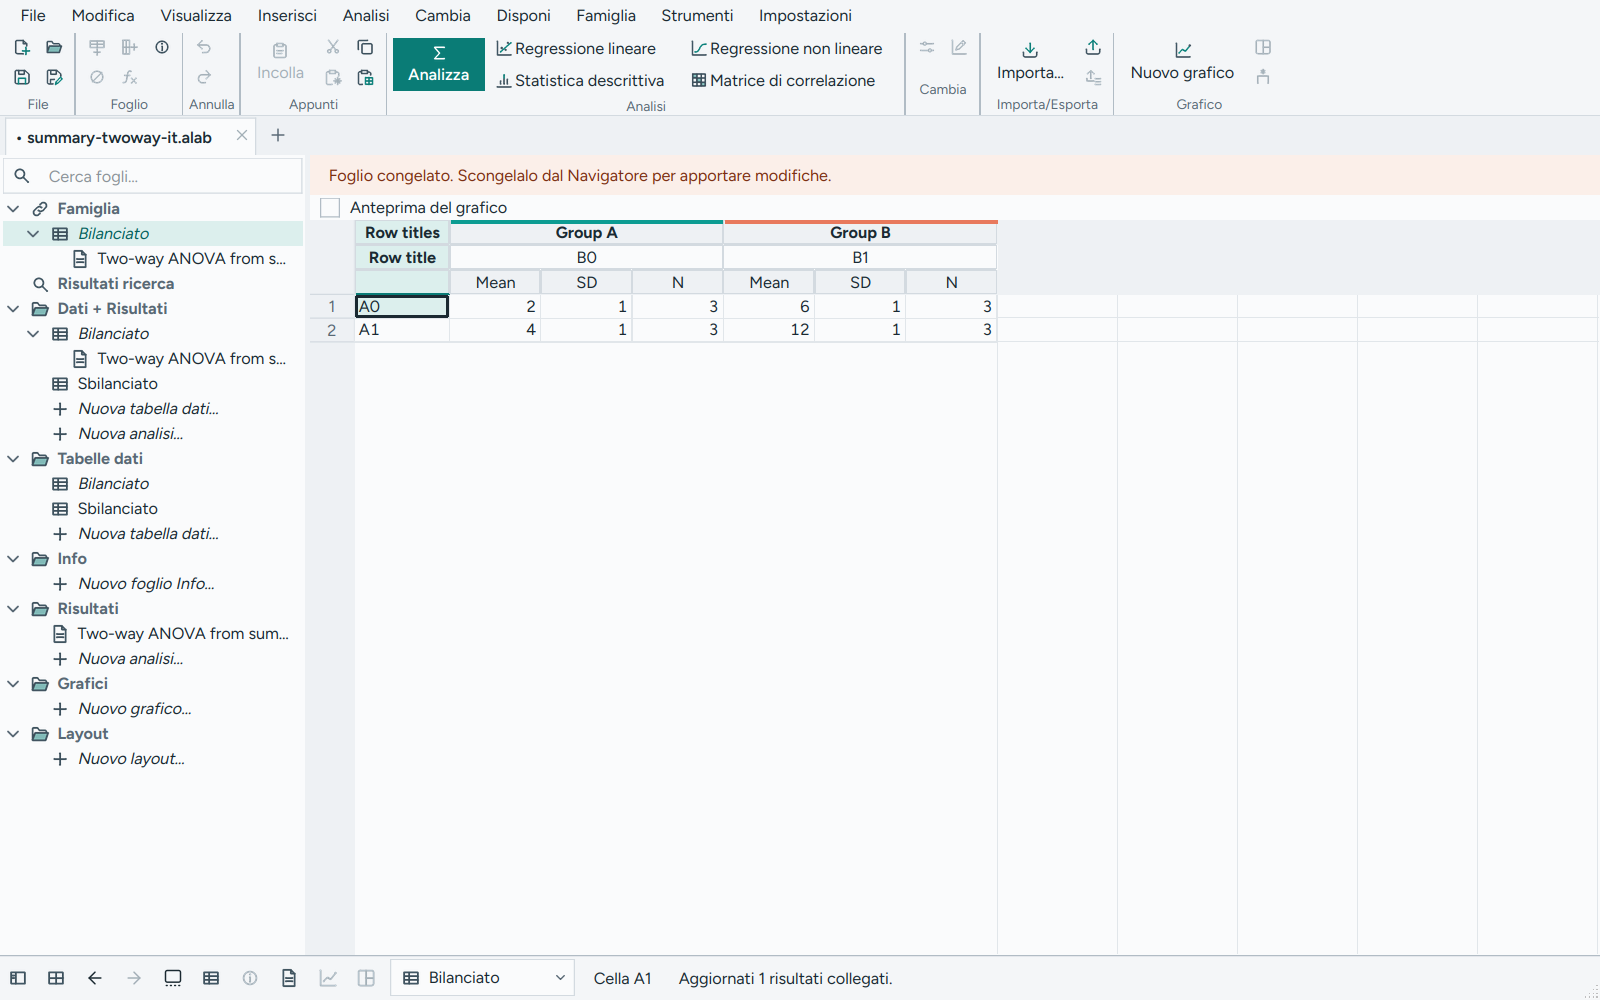 File Modifica Visualizza Inserisci Analisi Cambia Disponi Famiglia Strumenti Impostazioni
Incolla
Σ
Analizza
Regressione lineare
Regressione non lineare
Statistica descrittiva
Matrice di correlazione
Importa...
Nuovo grafico
File
Foglio
Annulla
Appunti
Analisi
Cambia
Importa/Esporta
Grafico
• summary-twoway-it.alab
Cerca fogli...
Famiglia
Bilanciato
Two-way ANOVA from s...
Risultati ricerca
Dati + Risultati
Bilanciato
Two-way ANOVA from s...
Sbilanciato
Nuova tabella dati...
Nuova analisi...
Tabelle dati
Bilanciato
Sbilanciato
Nuova tabella dati...
Info
Nuovo foglio Info...
Risultati
Two-way ANOVA from sum...
Nuova analisi...
Grafici
Nuovo grafico...
Layout
Nuovo layout...
Foglio congelato. Scongelalo dal Navigatore per apportare modifiche.
Anteprima del grafico
Row titles Group A Group B
Row title B0 B1
Mean SD N Mean SD N
1 A0 2 1 3 6 1 3
2 A1 4 1 3 12 1 3
Bilanciato
Cella A1
Aggiornati 1 risultati collegati.